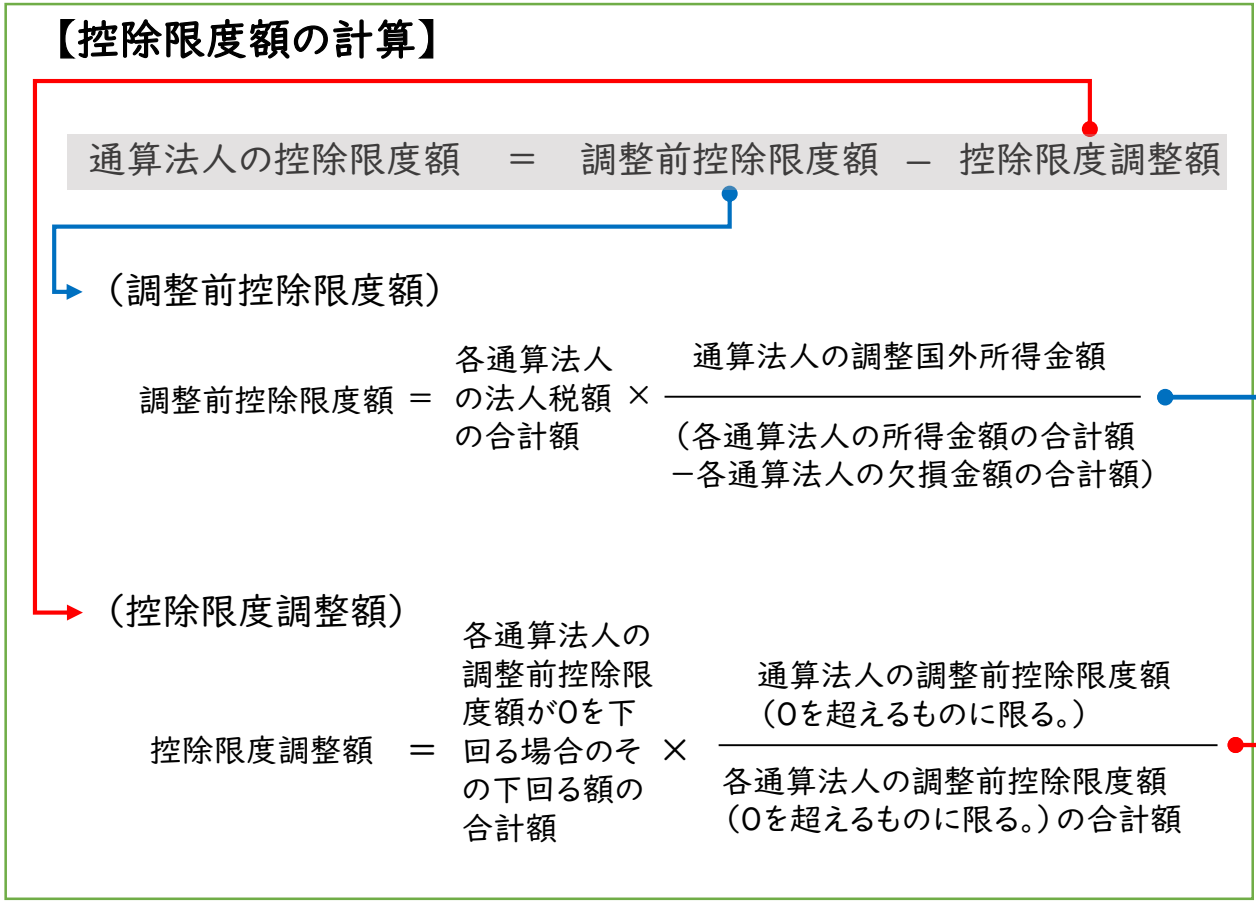 【控除限度額の計算】
通算法人の控除限度額 = 調整前控除限度額 − 控除限度調整額
(調整前控除限度額)
調整前控除限度額 =
各通算法人
の法人税額
の合計額
×
通算法人の調整国外所得金額
(各通算法人の所得金額の合計額
−各通算法人の欠損金額の合計額)
(控除限度調整額)
控除限度調整額 =
各通算法人の
調整前控除限
度額が0を下
回る場合のそ
の下回る額の
合計額
×
通算法人の調整前控除限度額
(0を超えるものに限る。)
各通算法人の調整前控除限度額
(0を超えるものに限る。)の合計額